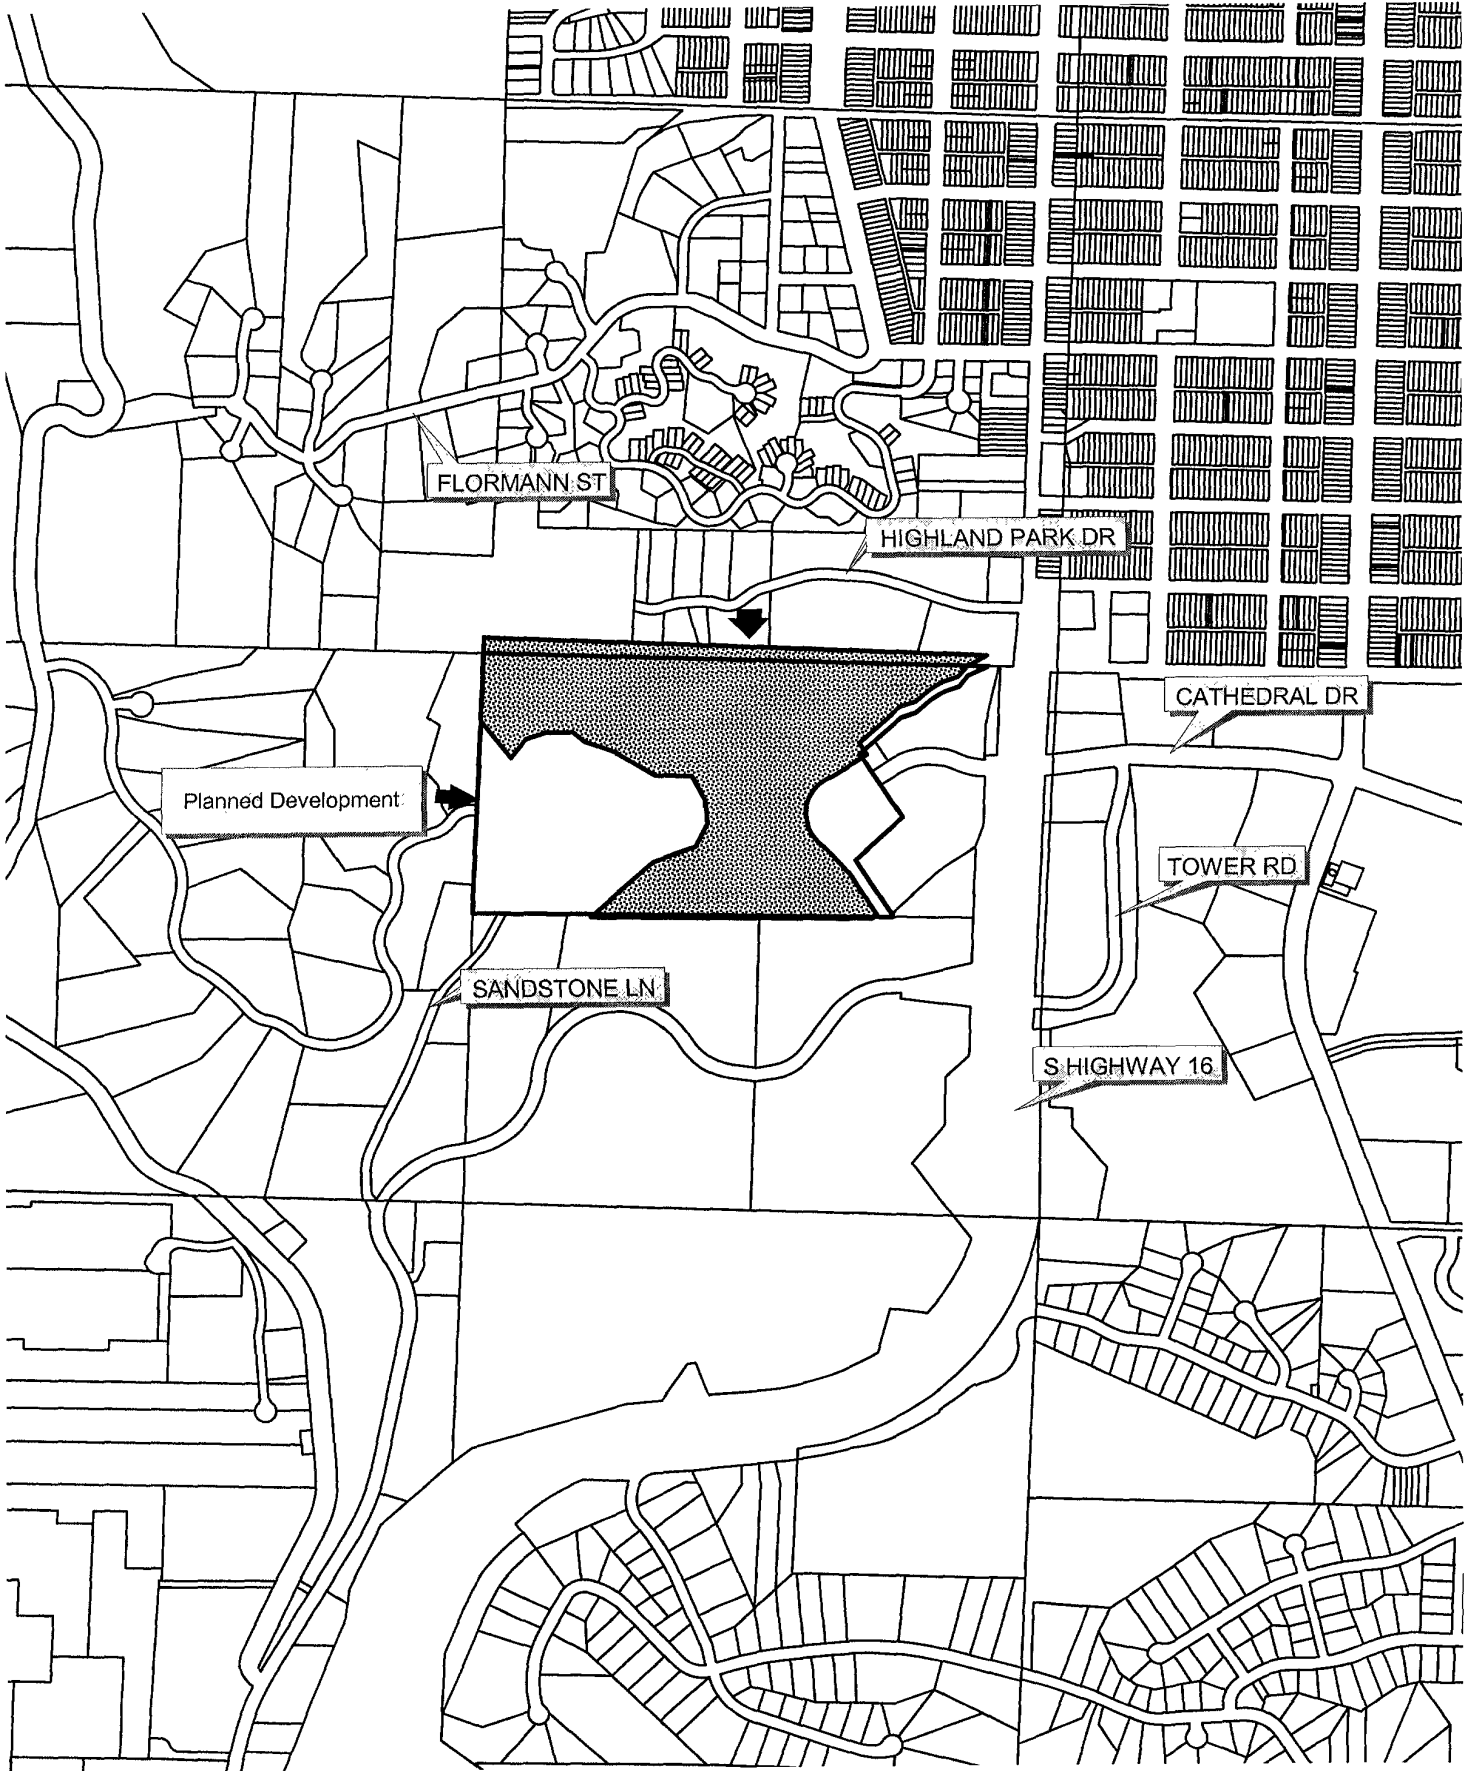 FLORMANN ST
HIGHLAND PARK DR
CATHEDRAL DR
Planned Development
TOWER RD
SANDSTONE LN
S HIGHWAY 16